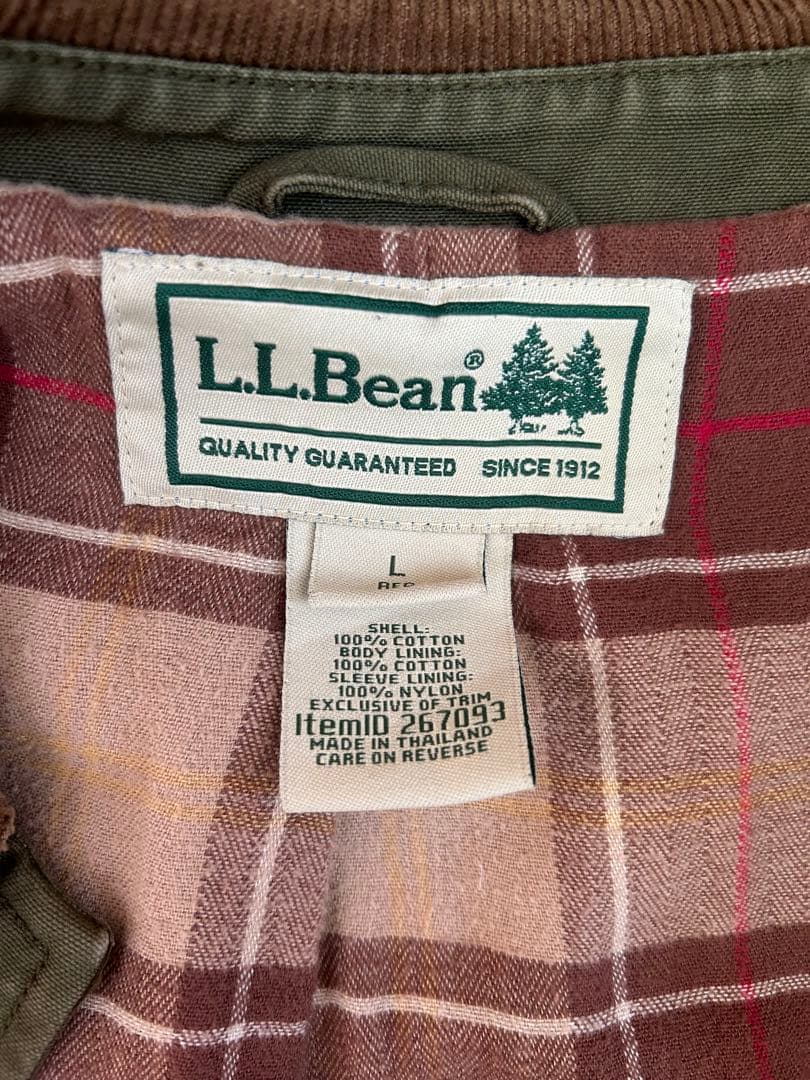 L.L.Bean®
QUALITY GUARANTEED SINCE 1912
L
REG
SHELL:
100% COTTON
BODY LINING:
100% COTTON
SLEEVE LINING:
100% NYLON
EXCLUSIVE OF TRIM
ItemID 267093
MADE IN THAILAND
CARE ON REVERSE